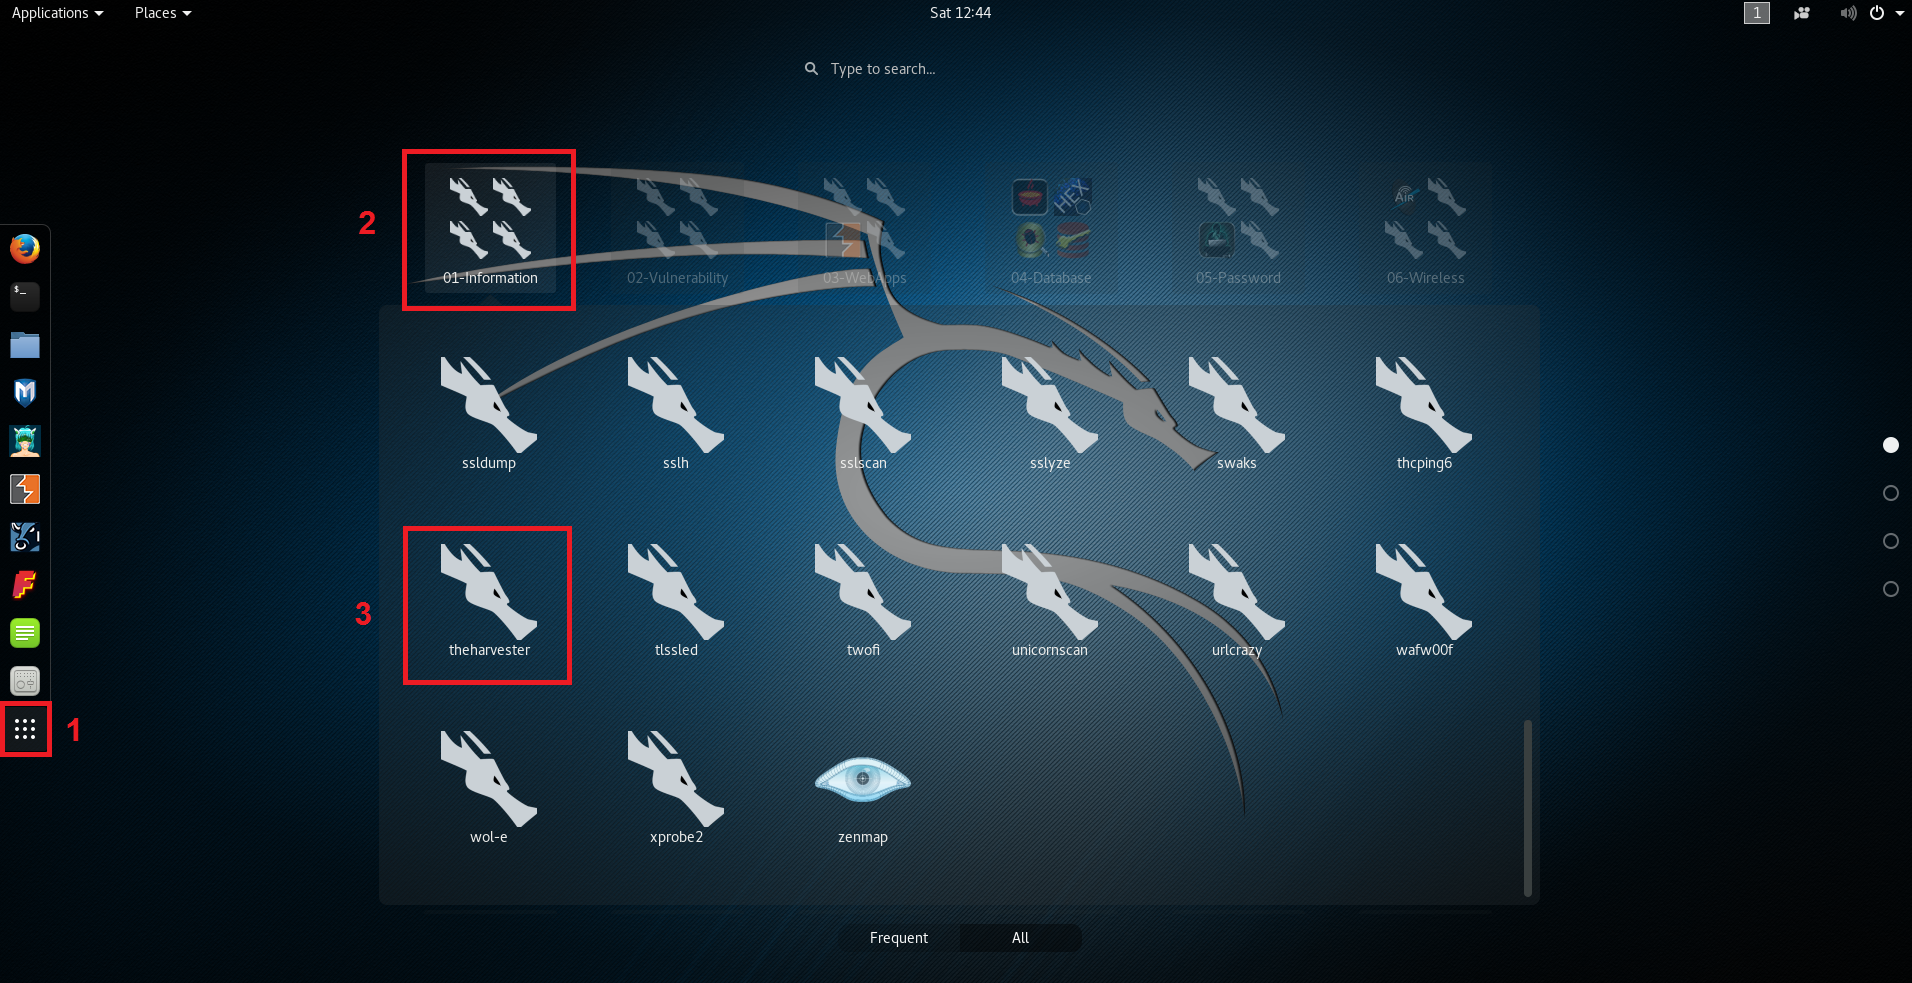 Applications Places Sat 12:44 1
Type to search...
2
01-Information 02-Vulnerability 03-WebApps 04-Database 05-Password 06-Wireless
HEX
AIR
$_
M
ssldump sslh sslscan sslyze swaks thcping6
3
theharvester tlssled twofi unicornscan urlcrazy wafw00f
F
1
wol-e xprobe2 zenmap
Frequent All